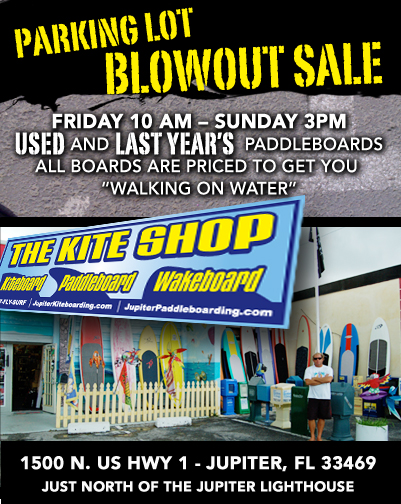 PARKING LOT
BLOWOUT SALE
FRIDAY 10 AM – SUNDAY 3PM
USED AND LAST YEAR'S PADDLEBOARDS
ALL BOARDS ARE PRICED TO GET YOU
"WALKING ON WATER"
THE KITE SHOP
Kiteboard Paddleboard Wakeboard
-FLY-SURF | JupiterKiteboarding.com | JupiterPaddleboarding.com
1500 N. US HWY 1 - JUPITER, FL 33469
JUST NORTH OF THE JUPITER LIGHTHOUSE